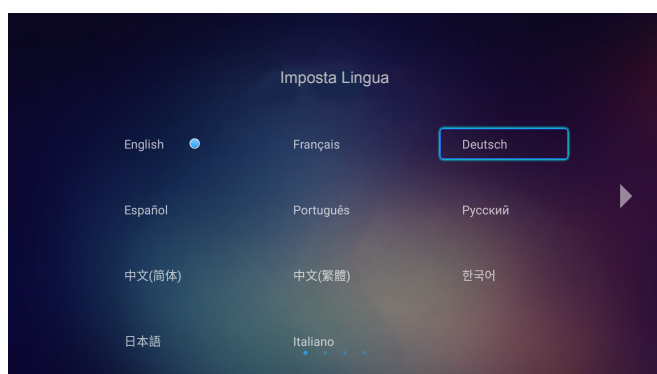 Imposta Lingua
English Français Deutsch
Español Português Русский
中文(简体) 中文(繁體) 한국어
日本語 Italiano